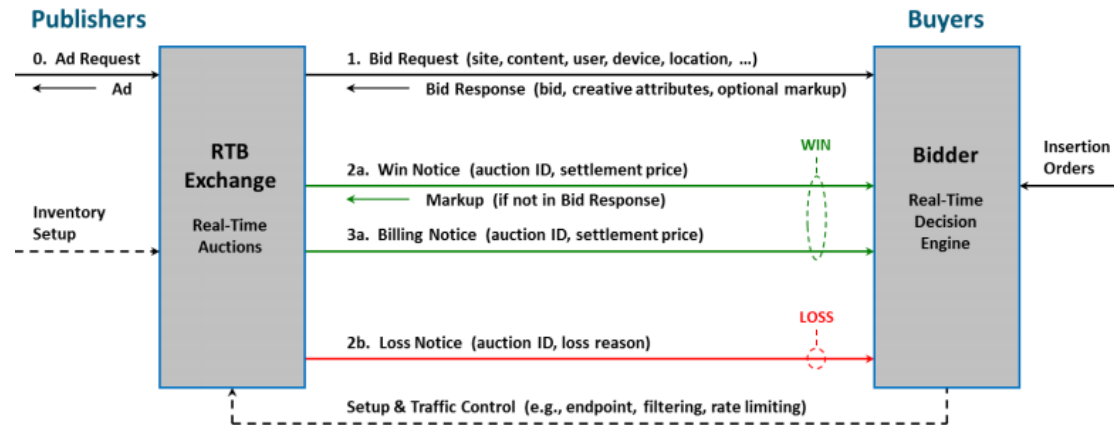 Publishers
Buyers
0. Ad Request
Ad
1. Bid Request (site, content, user, device, location, …)
Bid Response (bid, creative attributes, optional markup)
RTB
Exchange
Real-Time
Auctions
WIN
2a. Win Notice (auction ID, settlement price)
Markup (if not in Bid Response)
3a. Billing Notice (auction ID, settlement price)
Bidder
Real-Time
Decision
Engine
Insertion
Orders
Inventory
Setup
LOSS
2b. Loss Notice (auction ID, loss reason)
Setup & Traffic Control (e.g., endpoint, filtering, rate limiting)